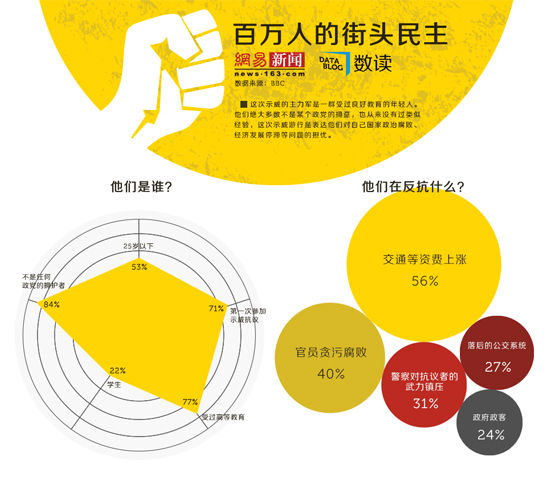 百万人的街头民主
網易 新闻
news·163·com
DATA BLOG 数读
数据来源：BBC
■ 这次示威的主力军是一群受过良好教育的年轻人。
他们绝大多数不是某个政党的拥趸，也从来没有过类似
经验，这次示威游行是表达他们对自己国家政治腐败、
经济发展停滞等问题的担忧。
他们是谁？
25岁以下
53%
第一次参加
示威抗议
71%
受过高等教育
77%
学生
22%
不是任何
政党的拥护者
84%
他们在反抗什么？
交通等资费上涨
56%
官员贪污腐败
40%
警察对抗议者的
武力镇压
31%
落后的公交系统
27%
政府政客
24%